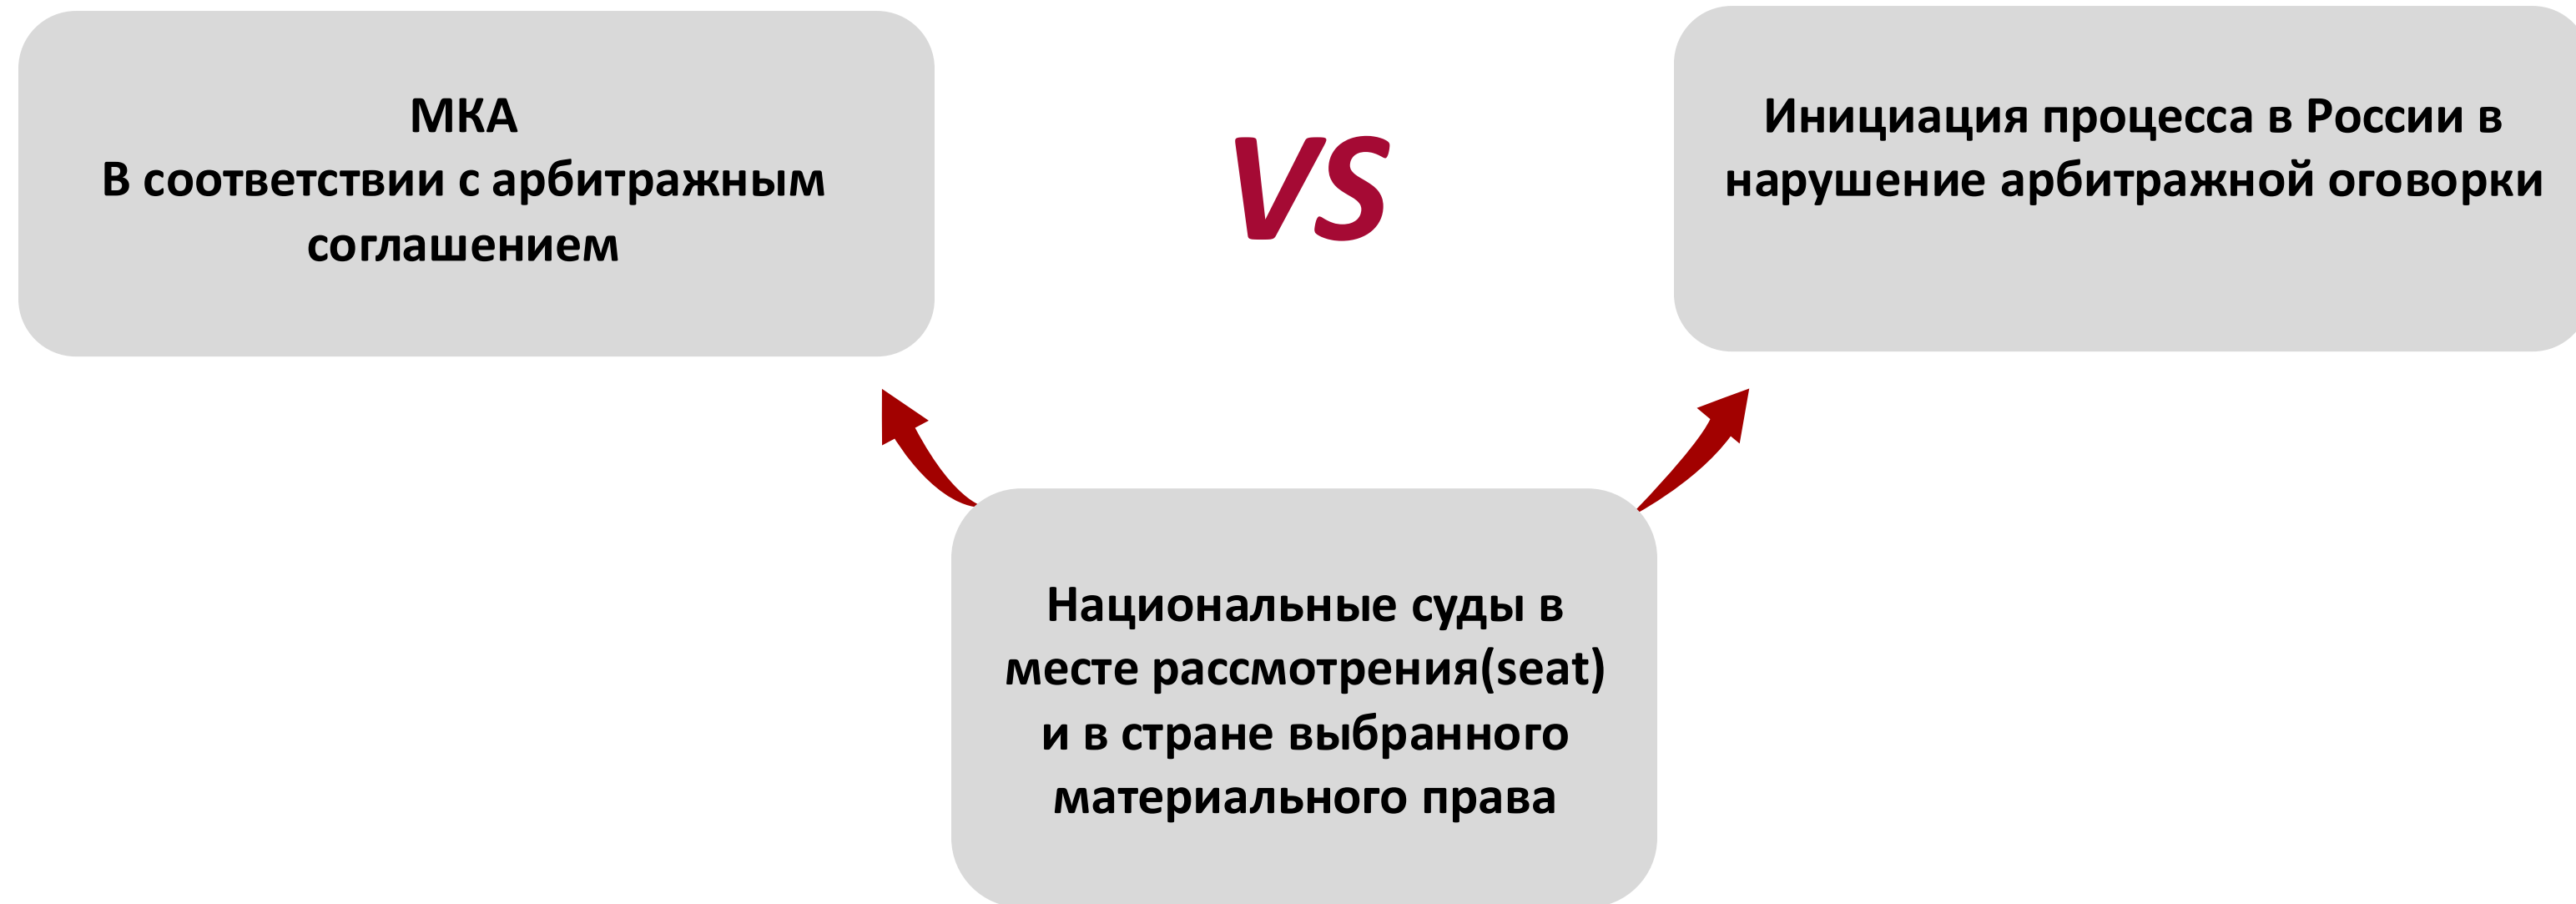 МКА
В соответствии с арбитражным
соглашением
VS
Инициация процесса в России в
нарушение арбитражной оговорки
Национальные суды в
месте рассмотрения(seat)
и в стране выбранного
материального права